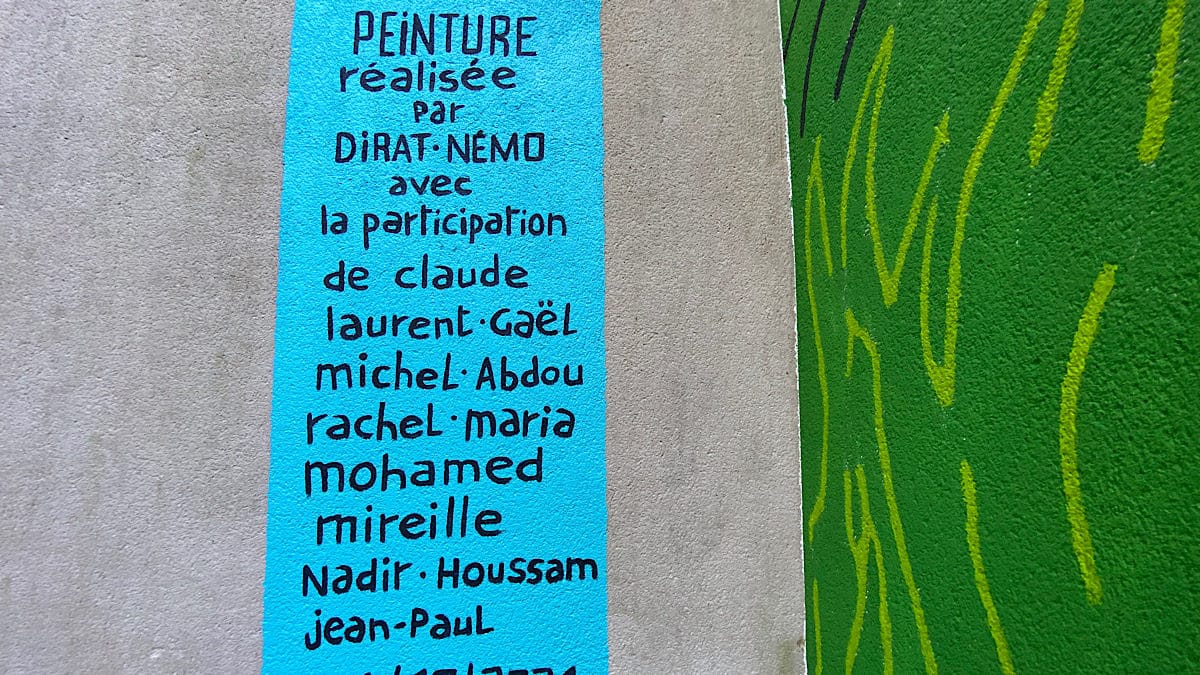 PEiNTURE
réalisée
par
DiRAT·NÉMO
avec
la participation
de claude
laurent·Gaël
michel·Abdou
rachel·maria
mohamed
mireille
Nadir·Houssam
jean-Paul